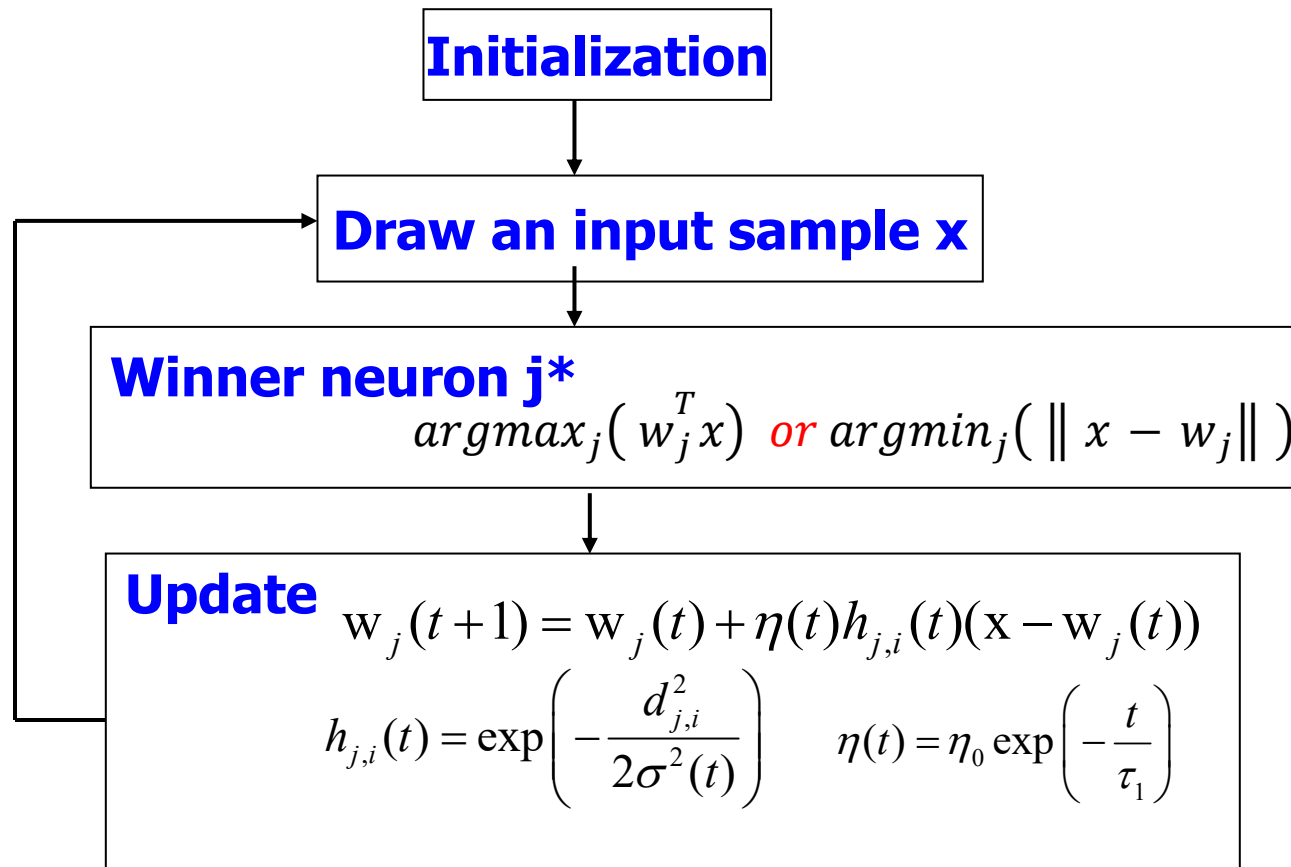 Initialization
Draw an input sample x
Winner neuron j*
argmax_j( w_j^T x) or argmin_j( ‖ x − w_j‖ )
Update
w_j(t+1) = w_j(t) + η(t)h_{j,i}(t)(x − w_j(t))
h_{j,i}(t) = exp(−d_{j,i}^2/2σ^2(t)) η(t) = η_0 exp(−t/τ_1)